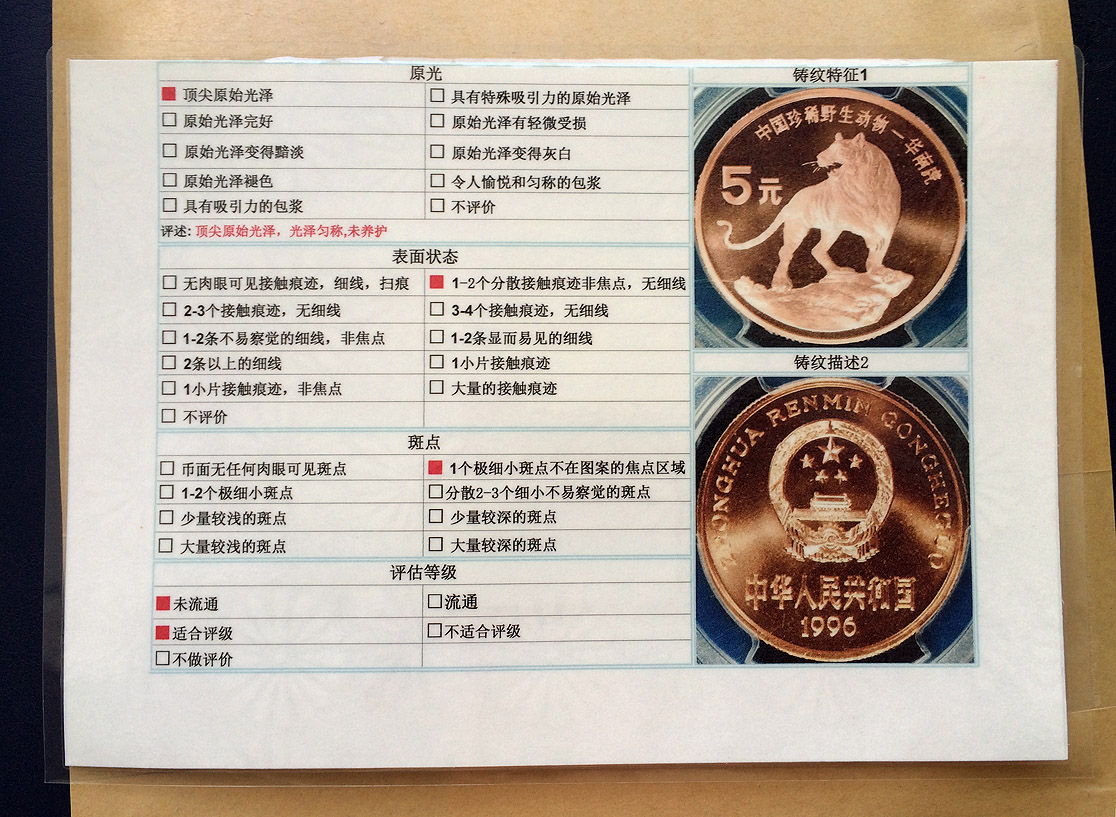 原光
顶尖原始光泽
具有特殊吸引力的原始光泽
原始光泽完好
原始光泽有轻微受损
原始光泽变得黯淡
原始光泽变得灰白
原始光泽褪色
令人愉悦和匀称的包浆
具有吸引力的包浆
不评价
评述: 顶尖原始光泽，光泽匀称,未养护
表面状态
无肉眼可见接触痕迹，细线，扫痕
1-2个分散接触痕迹非焦点，无细线
2-3个接触痕迹，无细线
3-4个接触痕迹，无细线
1-2条不易察觉的细线，非焦点
1-2条显而易见的细线
2条以上的细线
1小片接触痕迹
1小片接触痕迹，非焦点
大量的接触痕迹
不评价
斑点
币面无任何肉眼可见斑点
1个极细小斑点不在图案的焦点区域
1-2个极细小斑点
分散2-3个细小不易察觉的斑点
少量较浅的斑点
少量较深的斑点
大量较浅的斑点
大量较深的斑点
评估等级
未流通
流通
适合评级
不适合评级
不做评价
铸纹特征1
中国珍稀野生动物—华南虎
5元
铸纹描述2
ZHONGHUA RENMIN GONGHEGUO
中华人民共和国
1996